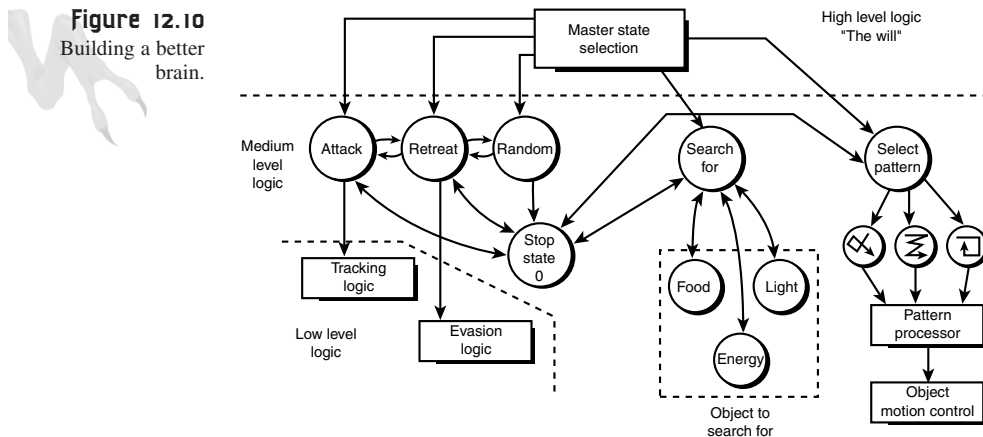 Figure 12.10
Building a better
brain.
Master state
selection
High level logic
"The will"
Medium
level
logic
Attack
Retreat
Random
Search
for
Select
pattern
Stop
state
0
Tracking
logic
Low level
logic
Evasion
logic
Food
Light
Energy
Object to
search for
Pattern
processor
Object
motion control